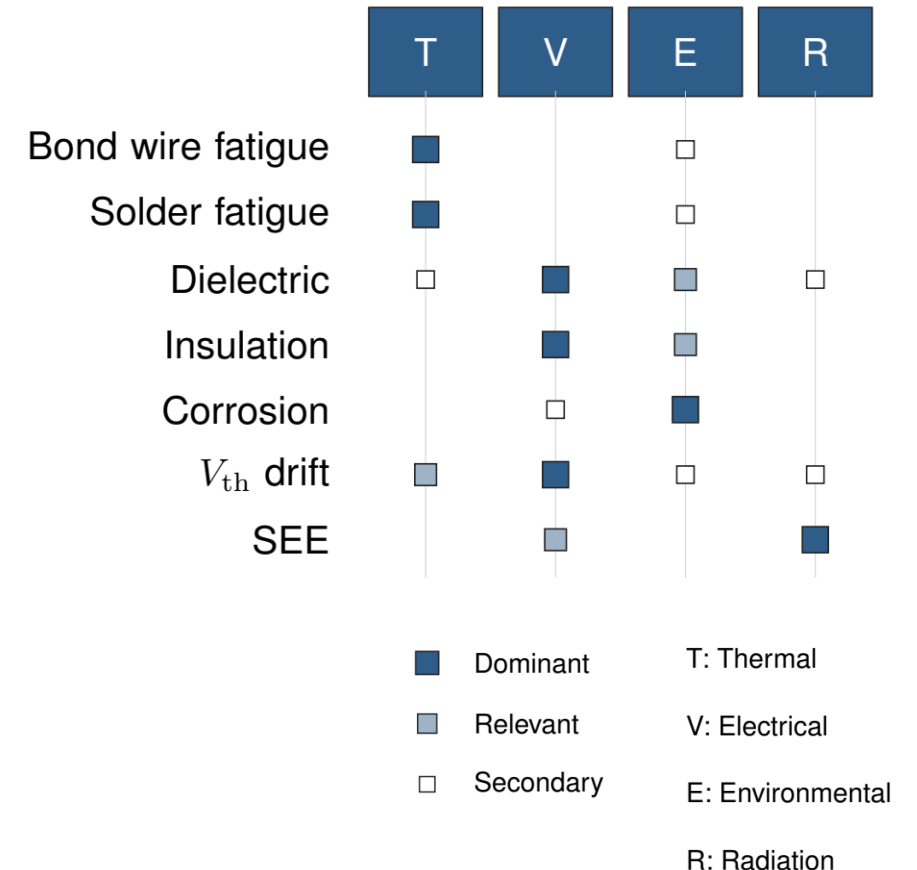 T V E R
Bond wire fatigue
Solder fatigue
Dielectric
Insulation
Corrosion
Vth drift
SEE
Dominant
Relevant
Secondary
T: Thermal
V: Electrical
E: Environmental
R: Radiation